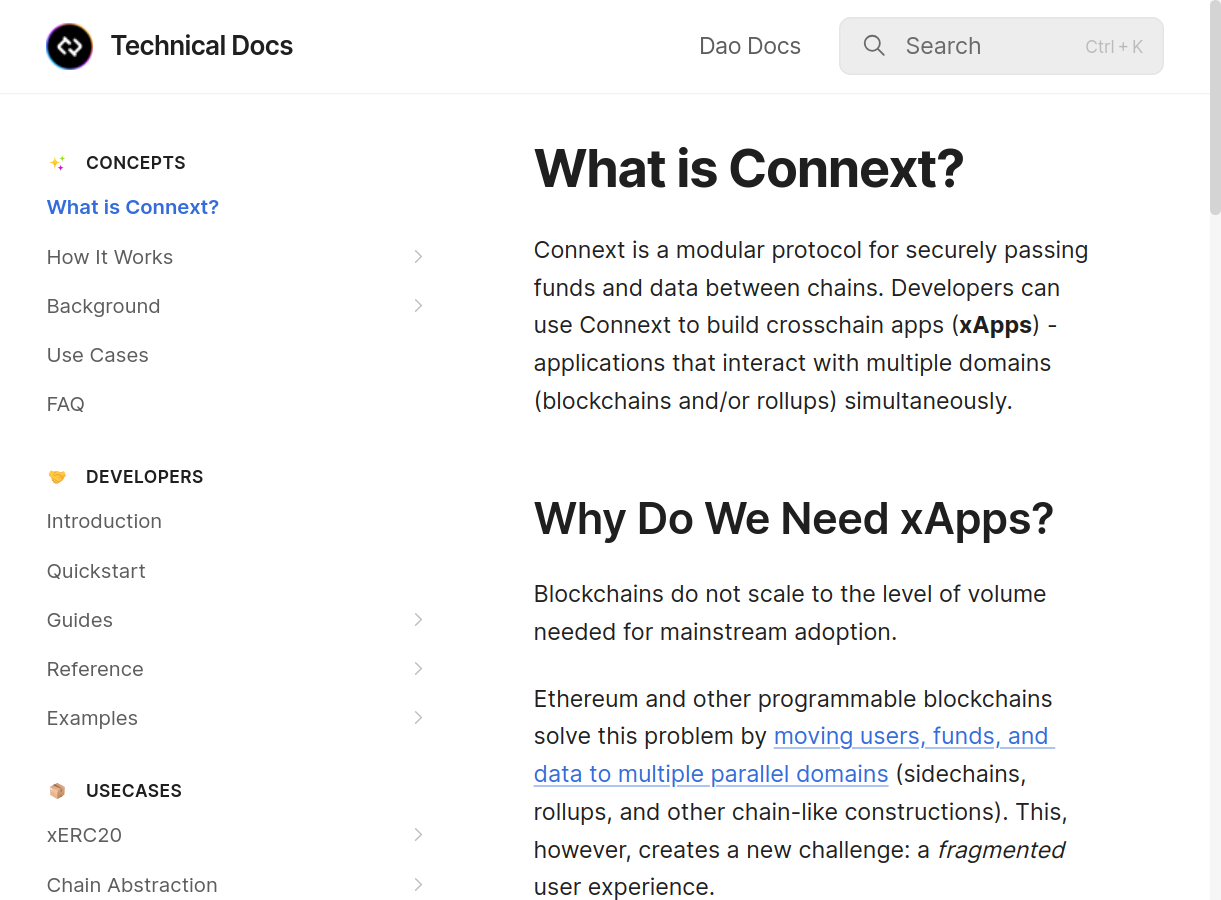 Technical Docs
Dao Docs
Search
Ctrl + K
CONCEPTS
What is Connext?
How It Works
Background
Use Cases
FAQ
DEVELOPERS
Introduction
Quickstart
Guides
Reference
Examples
USECASES
xERC20
Chain Abstraction
What is Connext?
Connext is a modular protocol for securely passing
funds and data between chains. Developers can
use Connext to build crosschain apps (xApps) -
applications that interact with multiple domains
(blockchains and/or rollups) simultaneously.
Why Do We Need xApps?
Blockchains do not scale to the level of volume
needed for mainstream adoption.
Ethereum and other programmable blockchains
solve this problem by moving users, funds, and
data to multiple parallel domains (sidechains,
rollups, and other chain-like constructions). This,
however, creates a new challenge: a fragmented
user experience.